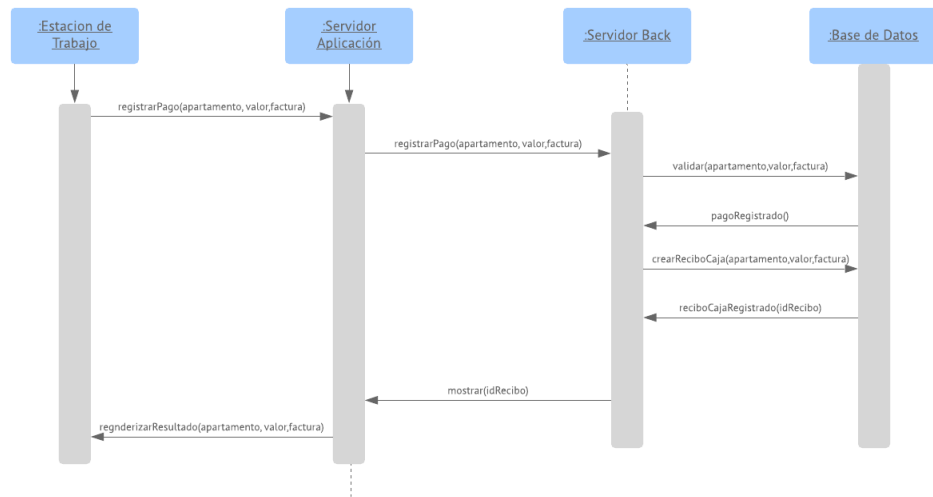 :Estacion de
Trabajo
:Servidor
Aplicación
:Servidor Back
:Base de Datos
registrarPago(apartamento, valor,factura)
registrarPago(apartamento, valor,factura)
validar(apartamento,valor,factura)
pagoRegistrado()
crearReciboCaja(apartamento,valor,factura)
reciboCajaRegistrado(idRecibo)
mostrar(idRecibo)
regnderizarResultado(apartamento, valor,factura)